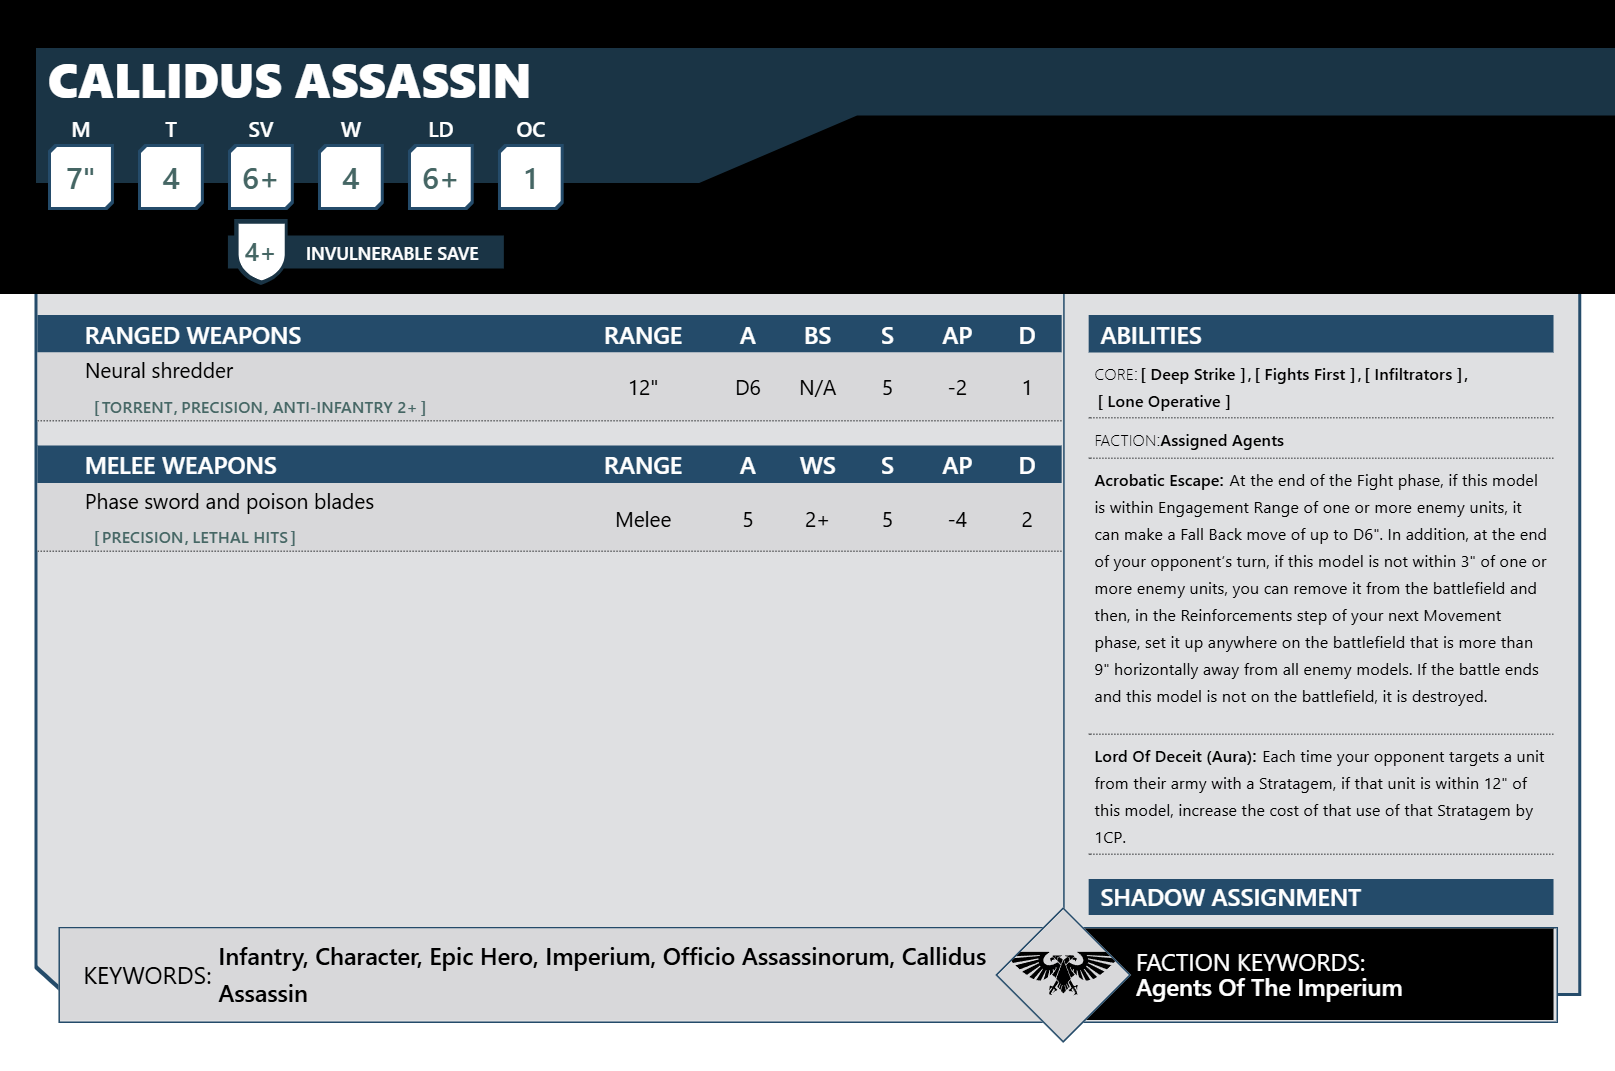 CALLIDUS ASSASSIN
M T SV W LD OC
7" 4 6+ 4 6+ 1
4+ INVULNERABLE SAVE
RANGED WEAPONS RANGE A BS S AP D
Neural shredder
12" D6 N/A 5 -2 1
[TORRENT, PRECISION, ANTI-INFANTRY 2+]
MELEE WEAPONS RANGE A WS S AP D
Phase sword and poison blades
Melee 5 2+ 5 -4 2
[PRECISION, LETHAL HITS]
ABILITIES
CORE: [ Deep Strike ], [ Fights First ], [ Infiltrators ],
[ Lone Operative ]
FACTION:Assigned Agents
Acrobatic Escape: At the end of the Fight phase, if this model
is within Engagement Range of one or more enemy units, it
can make a Fall Back move of up to D6". In addition, at the end
of your opponent’s turn, if this model is not within 3" of one or
more enemy units, you can remove it from the battlefield and
then, in the Reinforcements step of your next Movement
phase, set it up anywhere on the battlefield that is more than
9" horizontally away from all enemy models. If the battle ends
and this model is not on the battlefield, it is destroyed.
Lord Of Deceit (Aura): Each time your opponent targets a unit
from their army with a Stratagem, if that unit is within 12" of
this model, increase the cost of that use of that Stratagem by
1CP.
SHADOW ASSIGNMENT
KEYWORDS: Infantry, Character, Epic Hero, Imperium, Officio Assassinorum, Callidus
Assassin
FACTION KEYWORDS:
Agents Of The Imperium